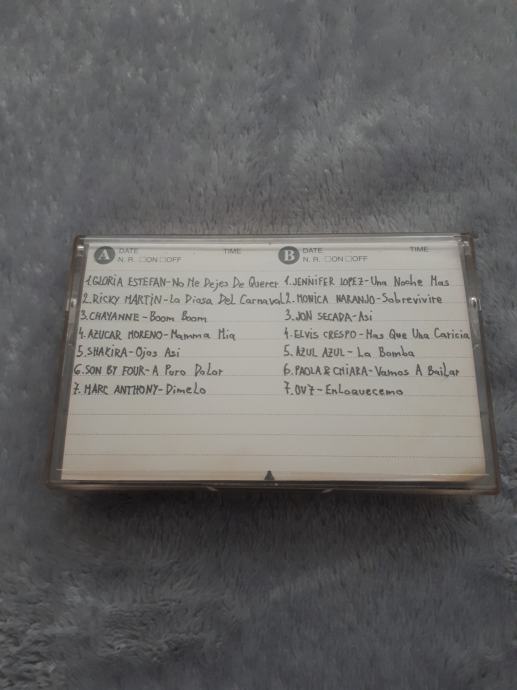 A DATE TIME
N. R. □ON □OFF
1.GLORIA ESTEFAN-No Me Dejes De Querer
2.RICKY MARTIN-La Diosa Del Carnaval
3.CHAYANNE-Boom Boom
4.AZUCAR MORENO-Mamma Mia
5.SHAKIRA-Ojos Asi
6.SON BY FOUR-A Puro Dolor
7.MARC ANTHONY-Dimelo
B DATE TIME
N. R. □ON □OFF
1.JENNIFER LOPEZ-Una Noche Mas
2.MONICA NARANJO-Sobrevivire
3.JON SECADA-Asi
4.ELVIS CRESPO-Mas Que Una Caricia
5.AZUL AZUL-La Bomba
6.PAOLA & CHIARA-Vamos A Bailar
7.OV7-Enloqueceme